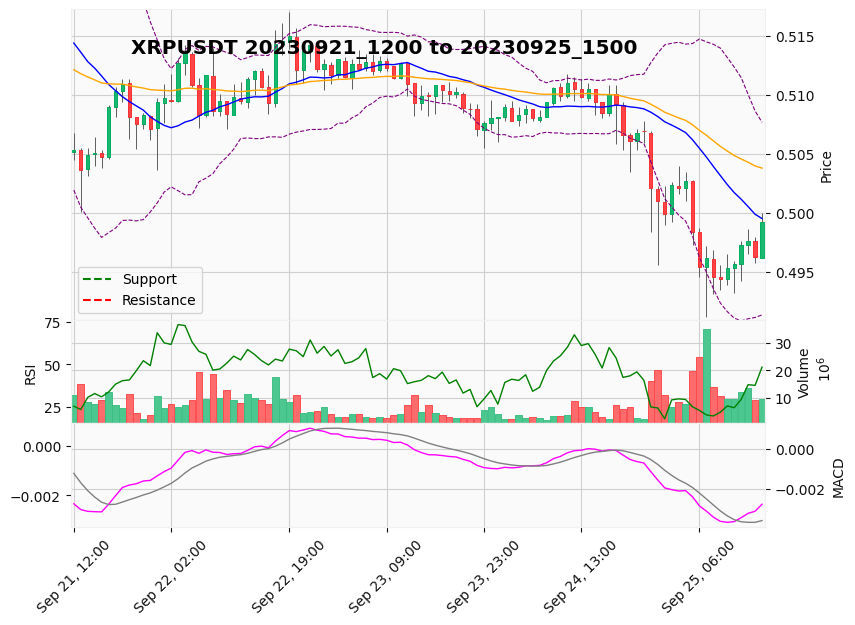 XRPUSDT 20230921_1200 to 20230925_1500
0.515
0.510
0.505
0.500
0.495
Price
Support
Resistance
75
50
25
RSI
30
20
10
Volume
10^6
0.000
−0.002
0.000
−0.002
MACD
Sep 21, 12:00
Sep 22, 02:00
Sep 22, 19:00
Sep 23, 09:00
Sep 23, 23:00
Sep 24, 13:00
Sep 25, 06:00